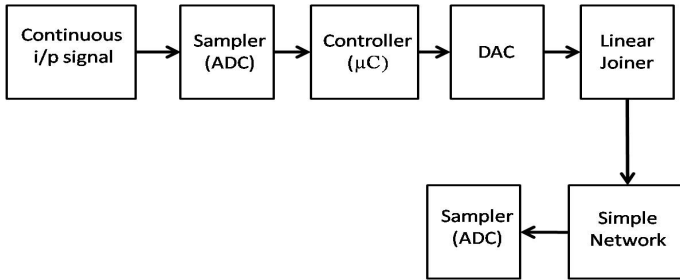 Continuous
i/p signal
Sampler
(ADC)
Controller
(µC)
DAC
Linear
Joiner
Sampler
(ADC)
Simple
Network